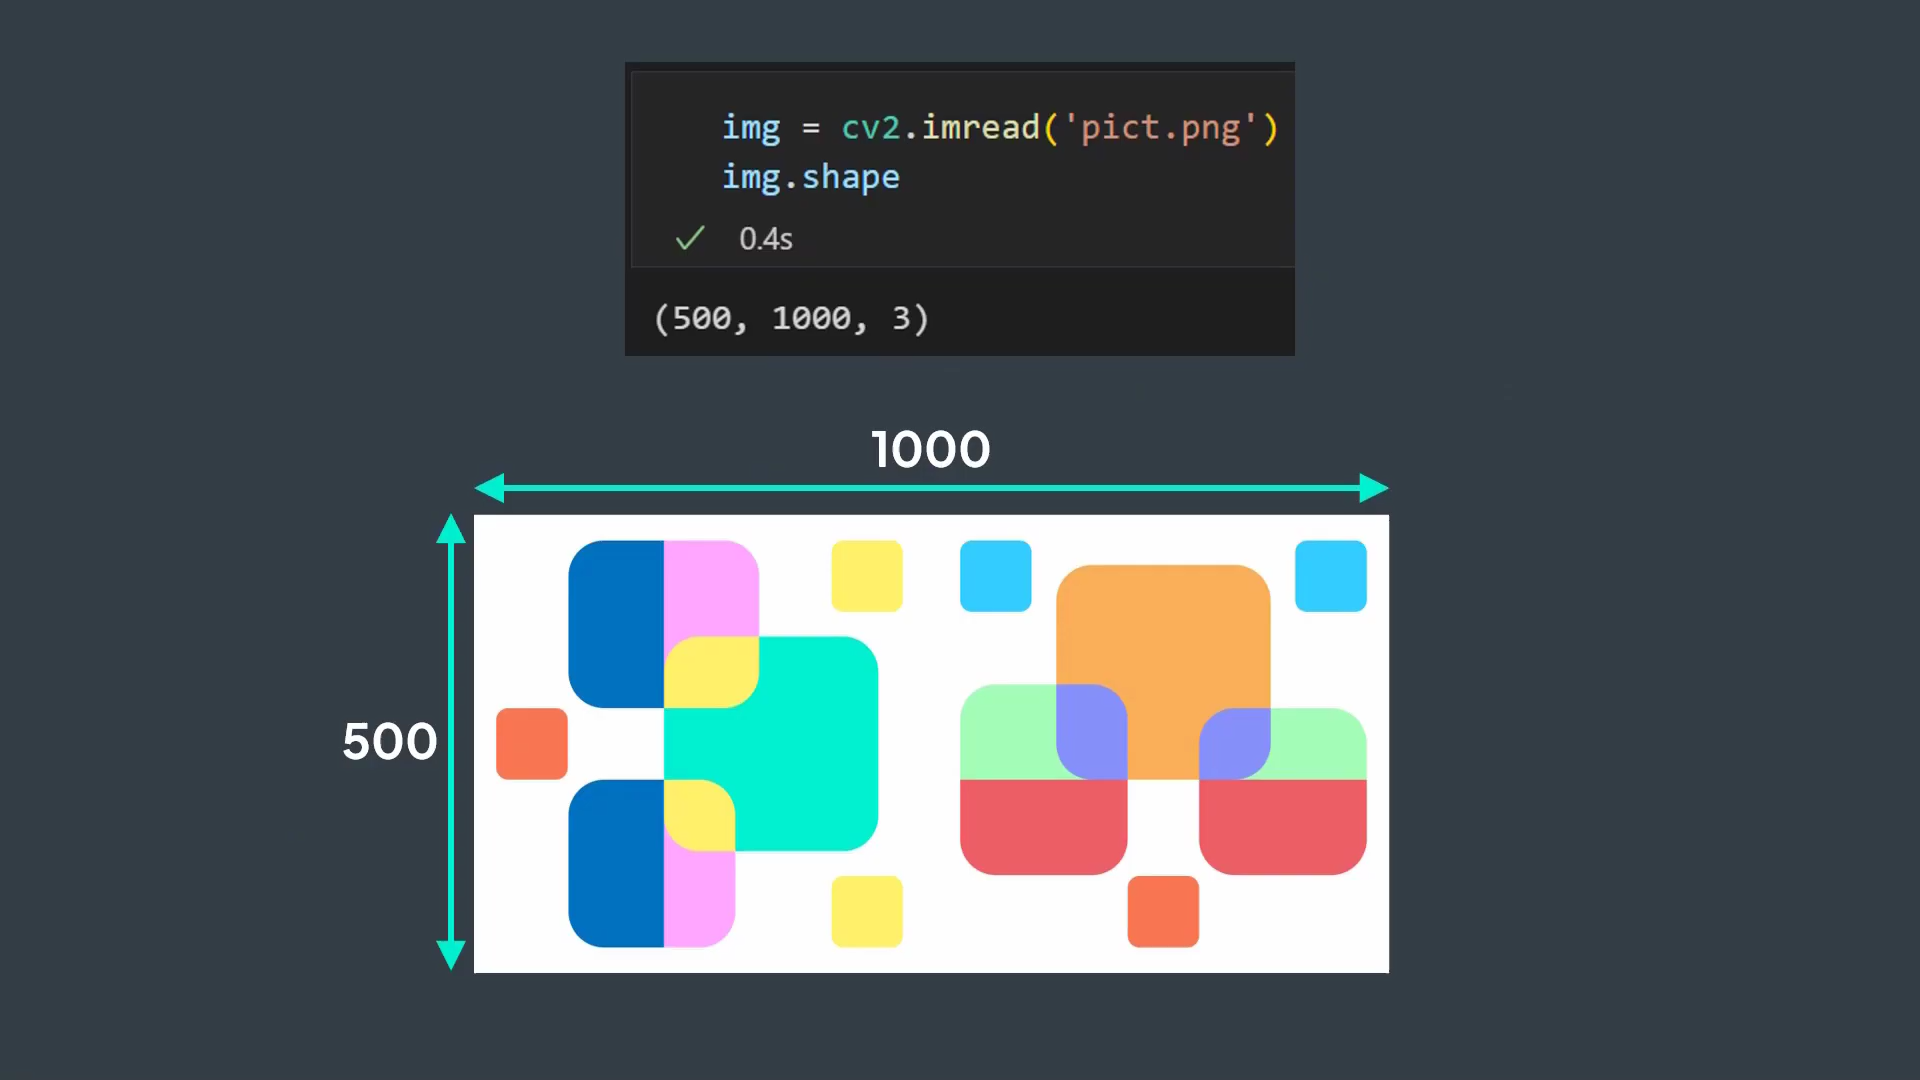 img = cv2.imread('pict.png')
img.shape
✓ 0.4s
(500, 1000, 3)
1000
500